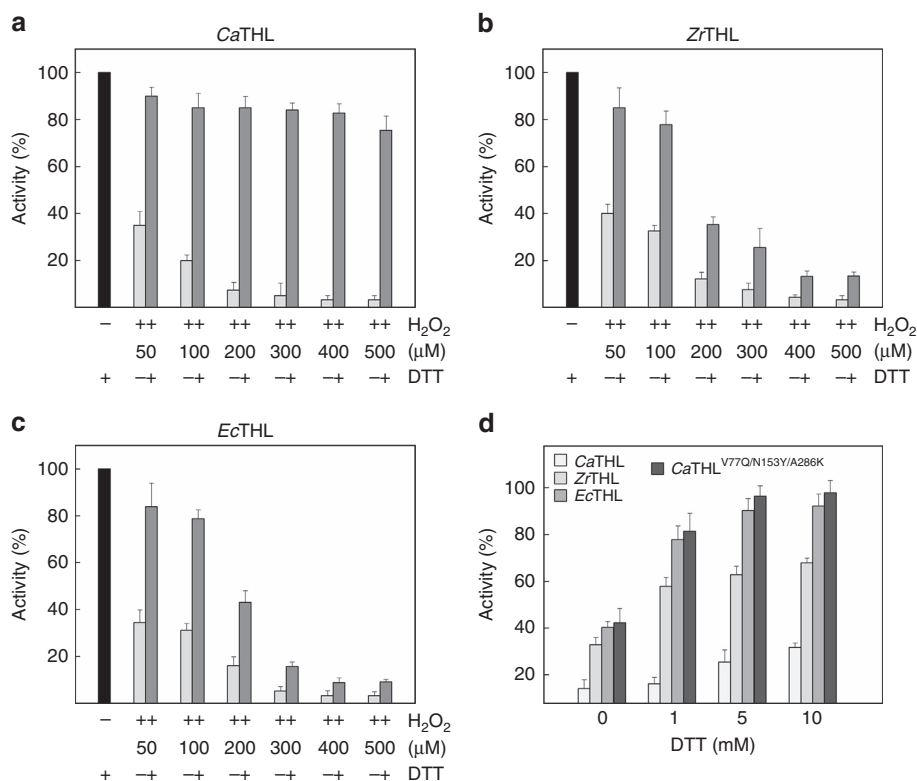 a
CaTHL
100
80
60
40
20
Activity (%)
– ++ ++ ++ ++ ++ ++ H2O2
50 100 200 300 400 500 (μM)
+ –+ –+ –+ –+ –+ –+ DTT
b
ZrTHL
100
80
60
40
20
Activity (%)
– ++ ++ ++ ++ ++ ++ H2O2
50 100 200 300 400 500 (μM)
+ –+ –+ –+ –+ –+ –+ DTT
c
EcTHL
100
80
60
40
20
Activity (%)
– ++ ++ ++ ++ ++ ++ H2O2
50 100 200 300 400 500 (μM)
+ –+ –+ –+ –+ –+ –+ DTT
d
CaTHL CaTHL V77Q/N153Y/A286K
ZrTHL
EcTHL
100
80
60
40
20
Activity (%)
0 1 5 10
DTT (mM)